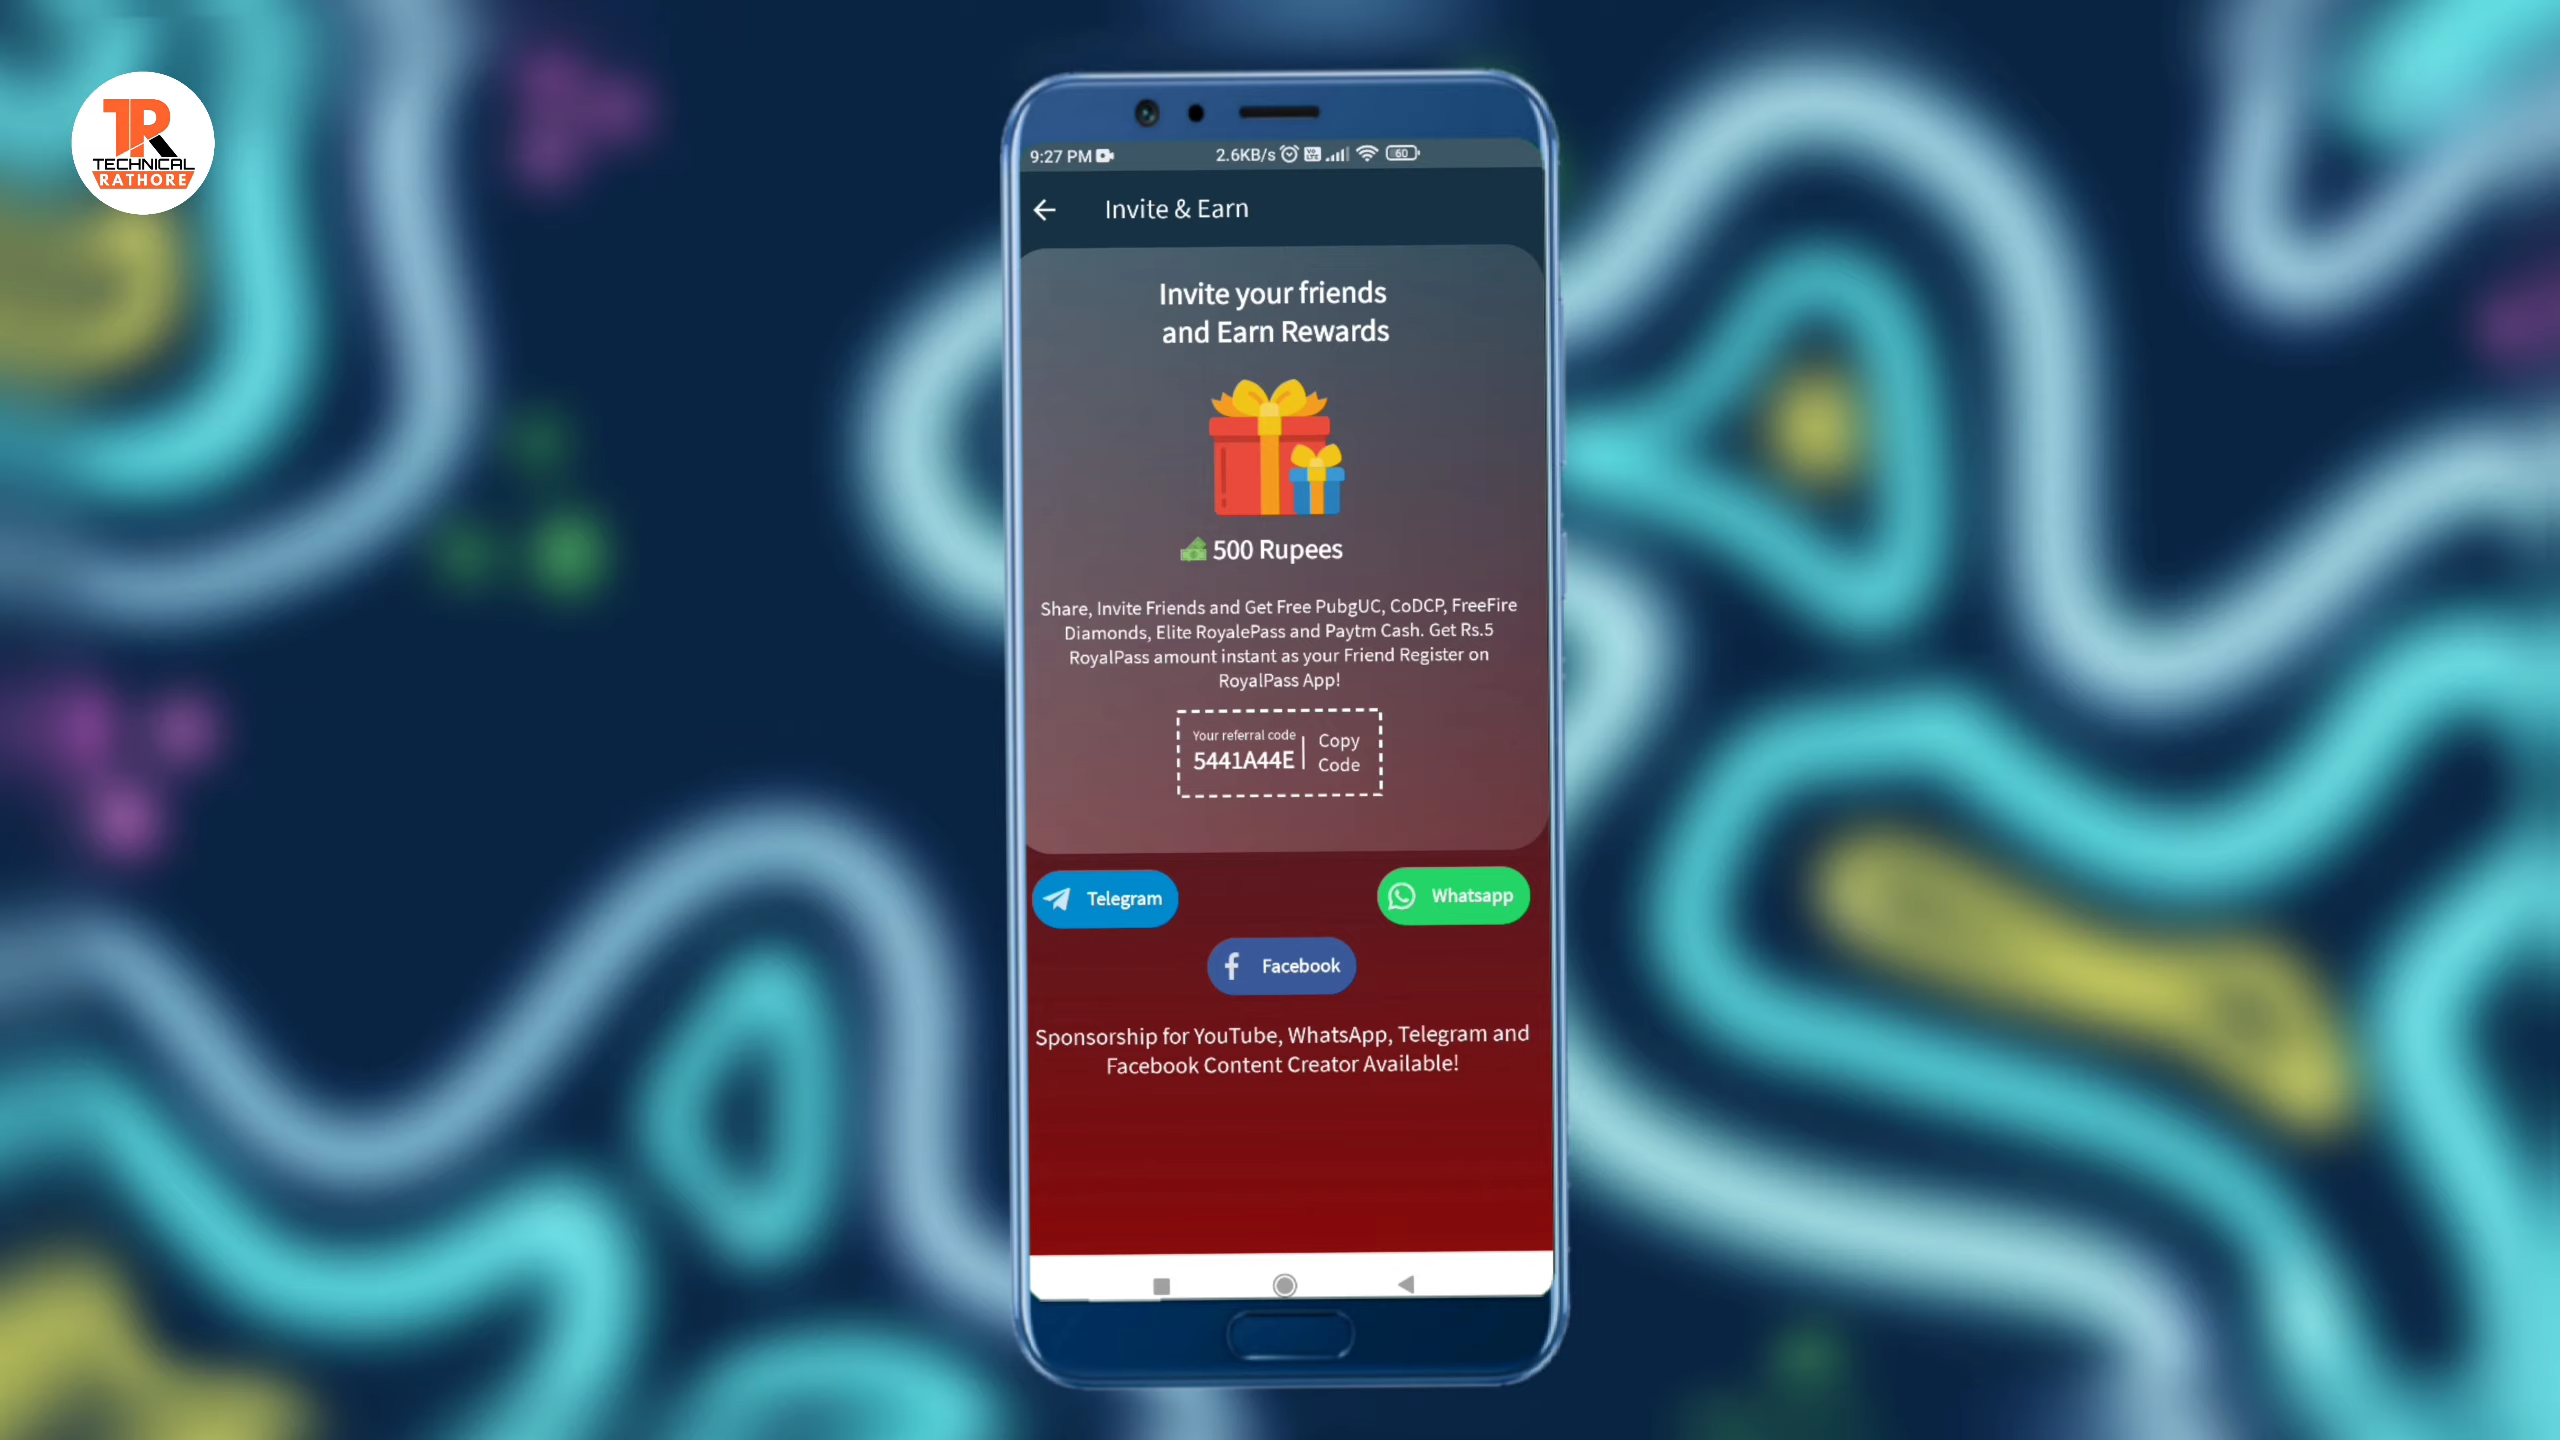 TR
TECHNICAL
RATHORE
9:27 PM 2.6KB/s 60
Invite & Earn
Invite your friends
and Earn Rewards
500 Rupees
Share, Invite Friends and Get Free PubgUC, CoDCP, FreeFire
Diamonds, Elite RoyalePass and Paytm Cash. Get Rs.5
RoyalPass amount instant as your Friend Register on
RoyalPass App!
Your referral code
5441A44E
Copy
Code
Telegram
Whatsapp
Facebook
Sponsorship for YouTube, WhatsApp, Telegram and
Facebook Content Creator Available!